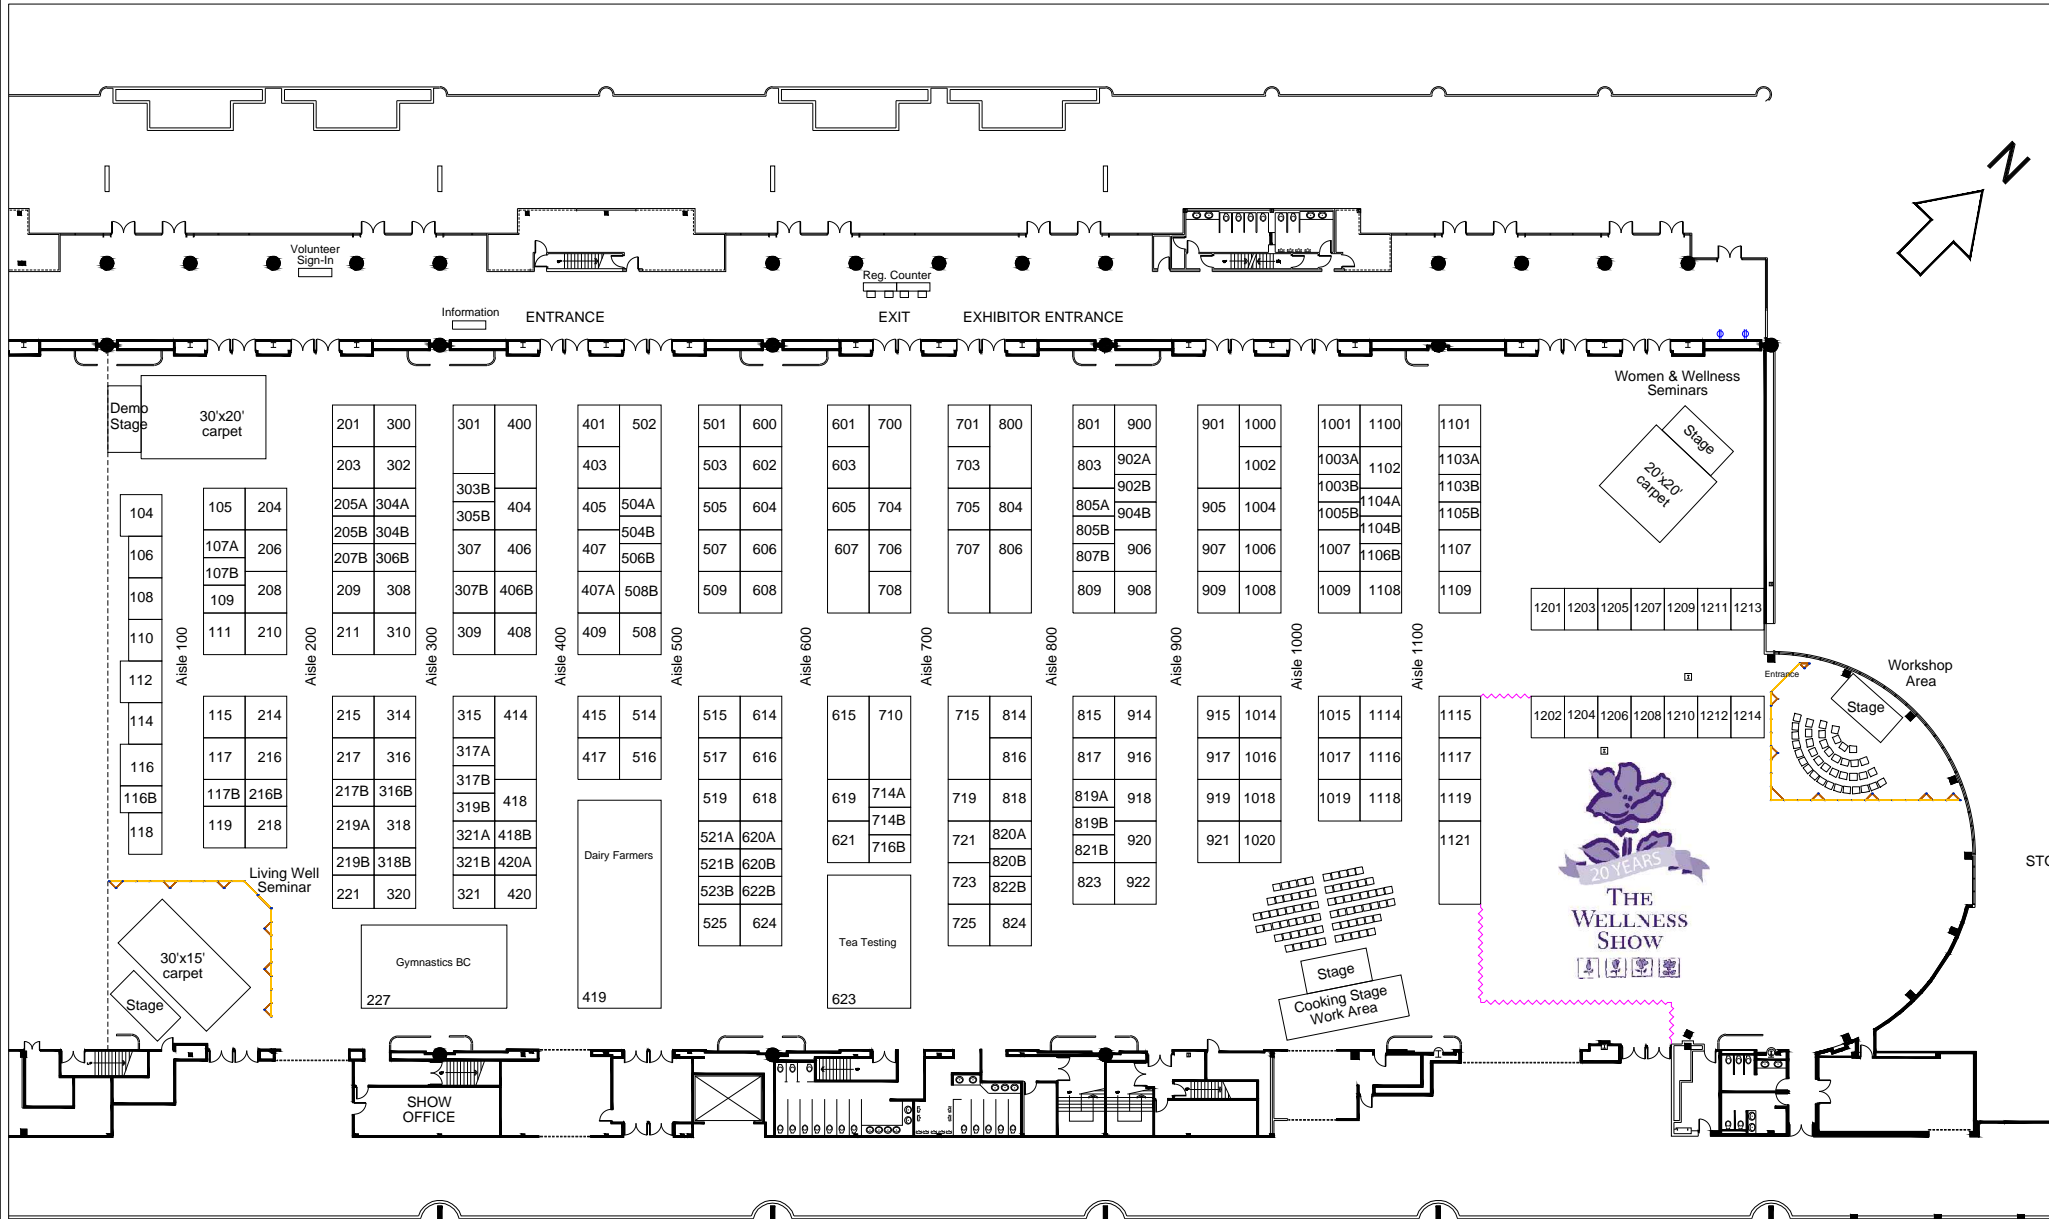 N
Volunteer
Sign-In
Reg. Counter
Information
ENTRANCE
EXIT
EXHIBITOR ENTRANCE
Women & Wellness
Seminars
Demo
Stage
30'x20'
carpet
Stage
20'x20'
carpet
201 300 301 400 401 502 501 600 601 700 701 800 801 900 901 1000 1001 1100 1101
203 302 403 503 602 603 703 803 902A 1002 1003A 1102 1103A
303B 902B 1003B 1103B
104 105 204 205A 304A 305B 404 405 504A 505 604 605 704 705 804 805A 904B 905 1004 1005B 1104A 1105B
205B 304B 504B 805B 1104B
106 107A 206 207B 306B 307 406 407 506B 507 606 607 706 707 806 807B 906 907 1006 1007 1106B 1107
107B
108 109 208 209 308 307B 406B 407A 508B 509 608 708 809 908 909 1008 1009 1108 1109
1201 1203 1205 1207 1209 1211 1213
110 111 210 211 310 309 408 409 508
Aisle 100
Aisle 200
Aisle 300
Aisle 400
Aisle 500
Aisle 600
Aisle 700
Aisle 800
Aisle 900
Aisle 1000
Aisle 1100
Entrance
Workshop
Area
Stage
112
114 115 214 215 314 315 414 415 514 515 614 615 710 715 814 815 914 915 1014 1015 1114 1115
1202 1204 1206 1208 1210 1212 1214
116 117 216 217 316 317A 417 516 517 616 816 817 916 917 1016 1017 1116 1117
317B
116B 117B 216B 217B 316B 319B 418 519 618 619 714A 719 818 819A 918 919 1018 1019 1118 1119
714B 819B
118 119 218 219A 318 321A 418B 521A 620A 621 716B 721 820A 821B 920 921 1020 1121
219B 318B 321B 420A 521B 620B 820B
221 320 321 420 523B 622B 723 822B 823 922
525 624 725 824
Dairy Farmers
419
Living Well
Seminar
30'x15'
carpet
Stage
Gymnastics BC
227
Tea Testing
623
Stage
Cooking Stage
Work Area
20 YEARS
THE
WELLNESS
SHOW
STO
SHOW
OFFICE